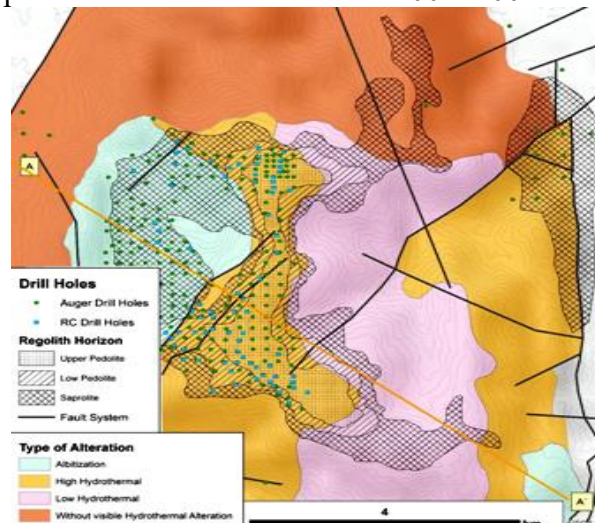 A
Drill Holes
Auger Drill Holes
RC Drill Holes
Regolith Horizon
Upper Pedolite
Low Pedolite
Saprolite
Fault System
Type of Alteration
Albitization
High Hydrothermal
Low Hydrothermal
Without visible Hydrothermal Alteration
4
A'